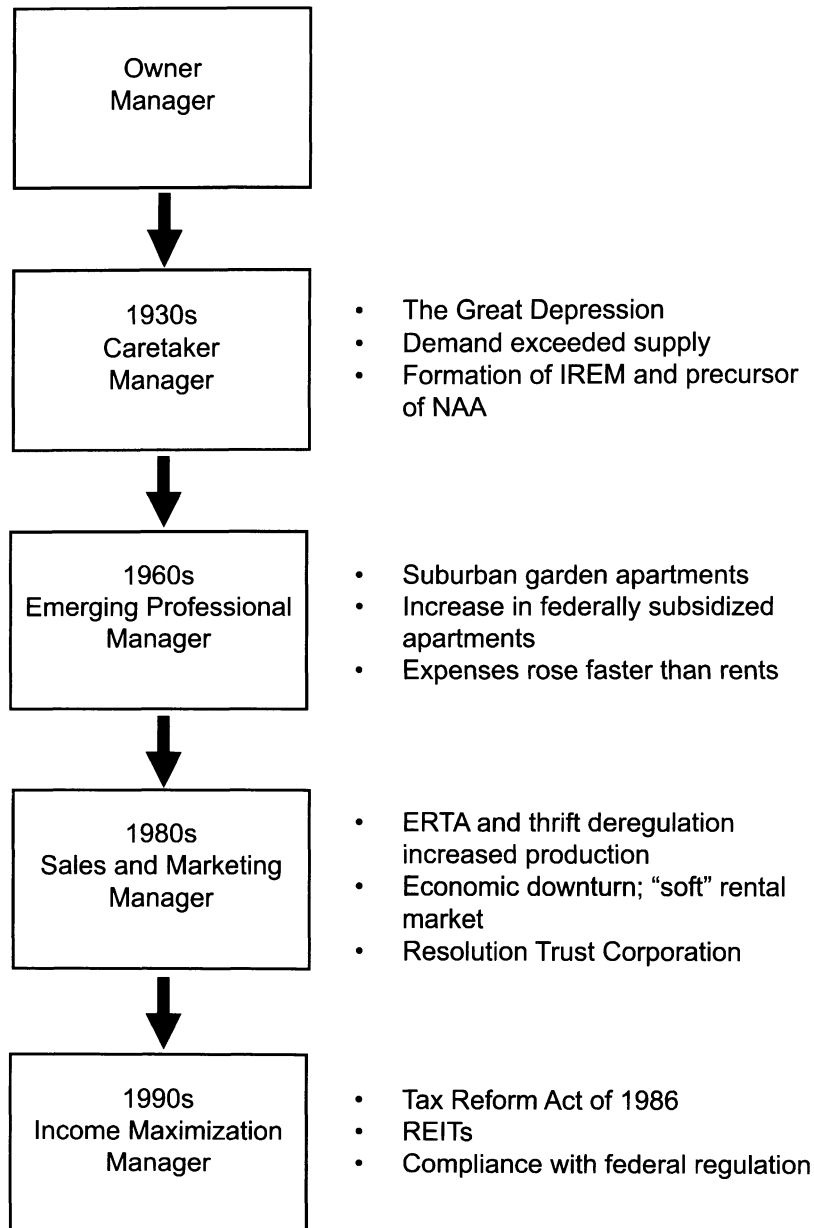 Owner
Manager
1930s
Caretaker
Manager
• The Great Depression
• Demand exceeded supply
• Formation of IREM and precursor
of NAA
1960s
Emerging Professional
Manager
• Suburban garden apartments
• Increase in federally subsidized
apartments
• Expenses rose faster than rents
1980s
Sales and Marketing
Manager
• ERTA and thrift deregulation
increased production
• Economic downturn; “soft” rental
market
• Resolution Trust Corporation
1990s
Income Maximization
Manager
• Tax Reform Act of 1986
• REITs
• Compliance with federal regulation